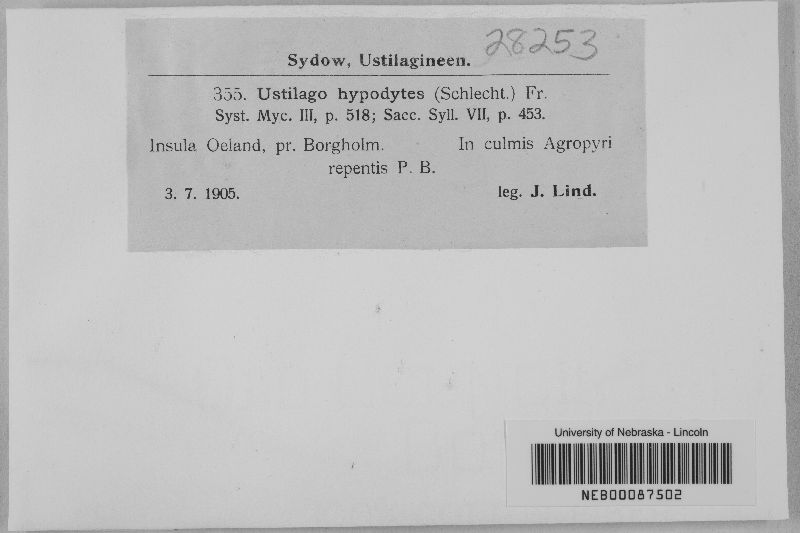 28253
Sydow, Ustilagineen.
355. Ustilago hypodytes (Schlecht.) Fr.
Syst. Myc. III, p. 518; Sacc. Syll. VII, p. 453.
Insula Oeland, pr. Borgholm. In culmis Agropyri
repentis P. B.
3. 7. 1905. leg. J. Lind.
University of Nebraska - Lincoln
NEB00087502